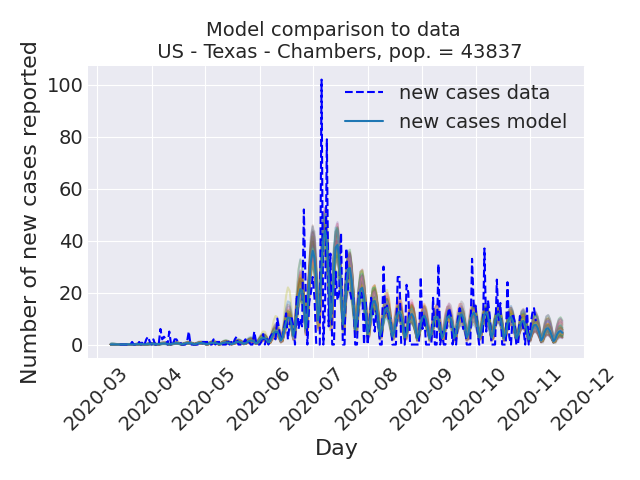 Model comparison to data
US - Texas - Chambers, pop. = 43837
Number of new cases reported
100
80
60
40
20
0
new cases data
new cases model
2020-03
2020-04
2020-05
2020-06
2020-07
2020-08
2020-09
2020-10
2020-11
2020-12
Day